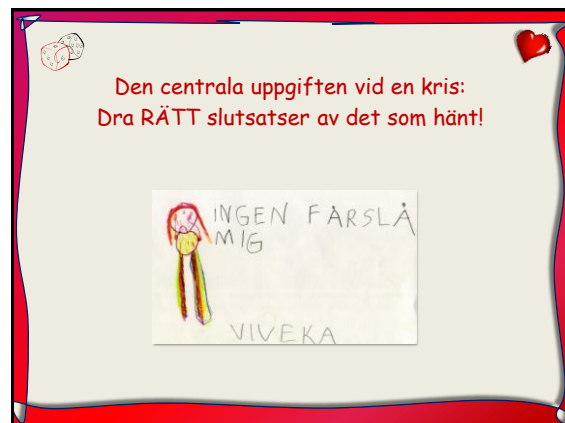 Den centrala uppgiften vid en kris:
Dra RÄTT slutsatser av det som hänt!
INGEN FÅRSLÅ
MIG
VIVEKA